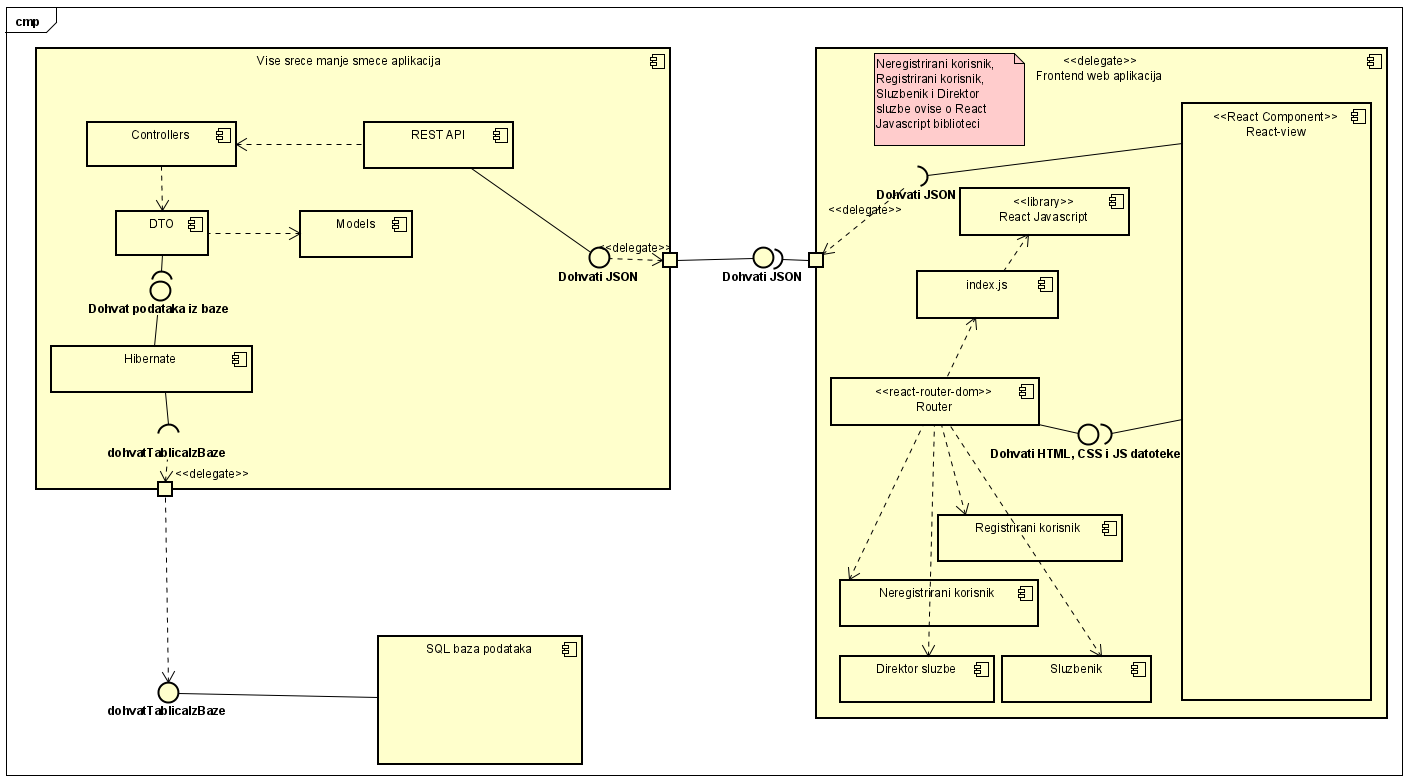 cmp
Vise srece manje smece aplikacija
Controllers
REST API
DTO
Models
<<delegate>>
Dohvati JSON
Dohvat podataka iz baze
Hibernate
dohvatTablicaIzBaze
<<delegate>>
dohvatTablicaIzBaze
SQL baza podataka
Dohvati JSON
<<delegate>>
Frontend web aplikacija
Neregistrirani korisnik,
Registrirani korisnik,
Sluzbenik i Direktor
sluzbe ovise o React
Javascript biblioteci
<<React Component>>
React-view
Dohvati JSON
<<delegate>>
<<library>>
React Javascript
index.js
<<react-router-dom>>
Router
Dohvati HTML, CSS i JS datoteke
Registrirani korisnik
Neregistrirani korisnik
Direktor sluzbe
Sluzbenik